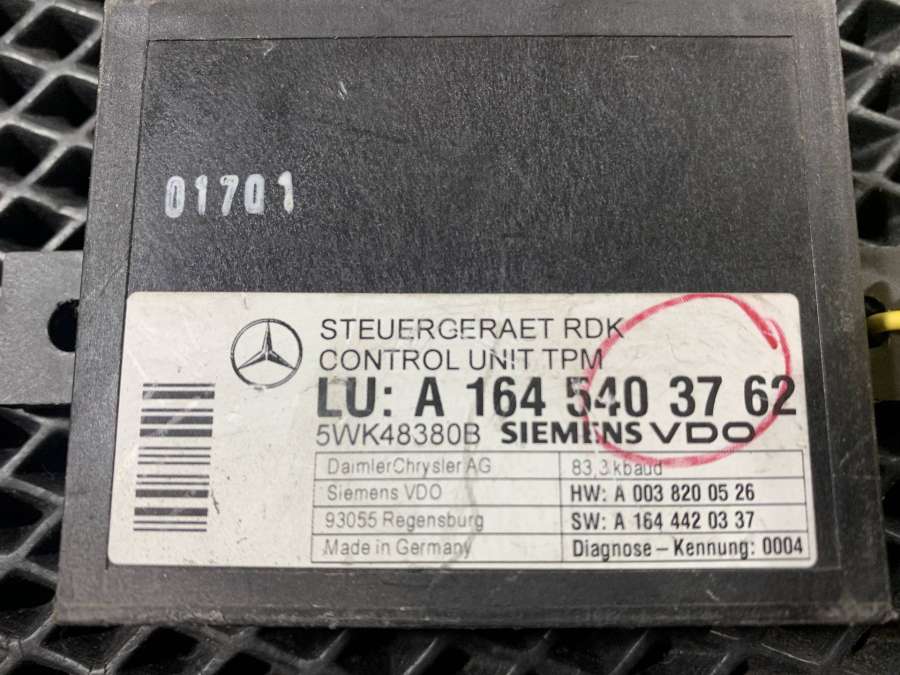 01701
STEUERGERAET RDK
CONTROL UNIT TPM
LU: A 164 540 37 62
5WK48380B SIEMENS VDO
DaimlerChrysler AG 83,3 kbaud
Siemens VDO HW: A 003 820 05 26
93055 Regensburg SW: A 164 442 03 37
Made in Germany Diagnose - Kennung: 0004